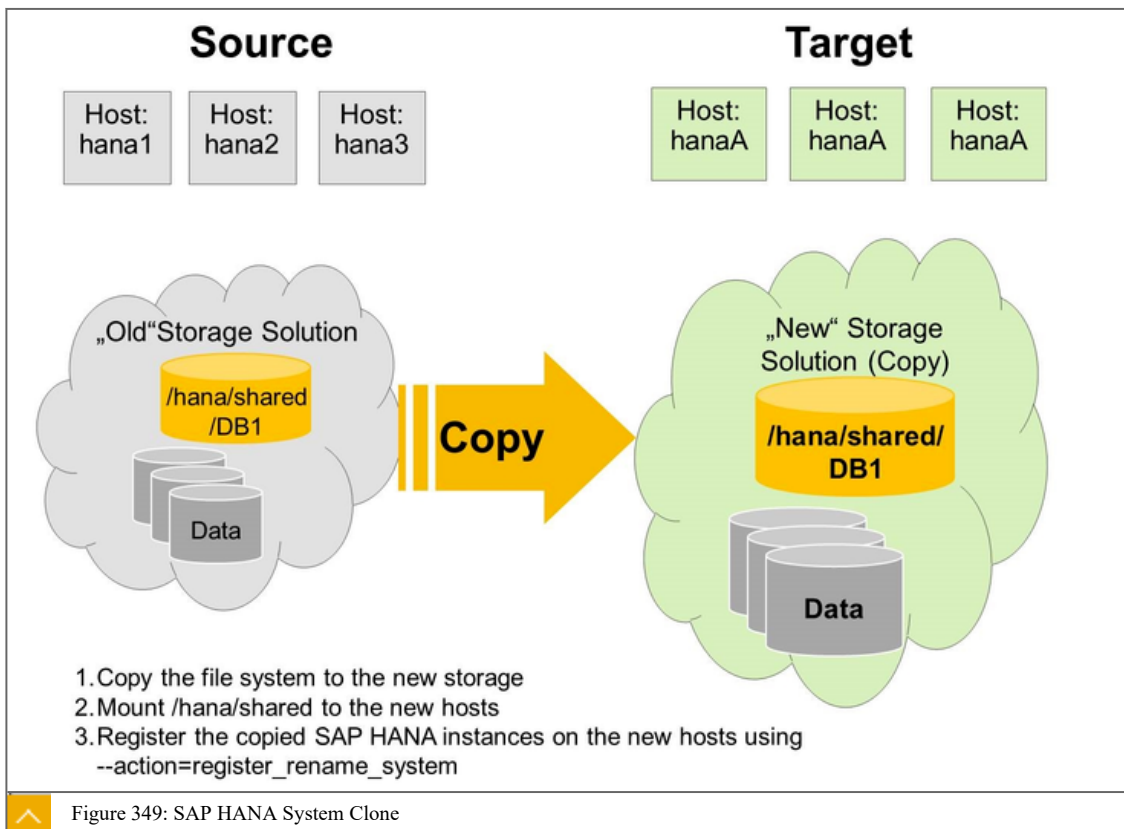 Source
Target
Host:
hana1
Host:
hana2
Host:
hana3
Host:
hanaA
Host:
hanaA
Host:
hanaA
„Old“Storage Solution
/hana/shared
/DB1
Data
Copy
„New“ Storage
Solution (Copy)
/hana/shared/
DB1
Data
1.Copy the file system to the new storage
2.Mount /hana/shared to the new hosts
3.Register the copied SAP HANA instances on the new hosts using
--action=register_rename_system
Figure 349: SAP HANA System Clone